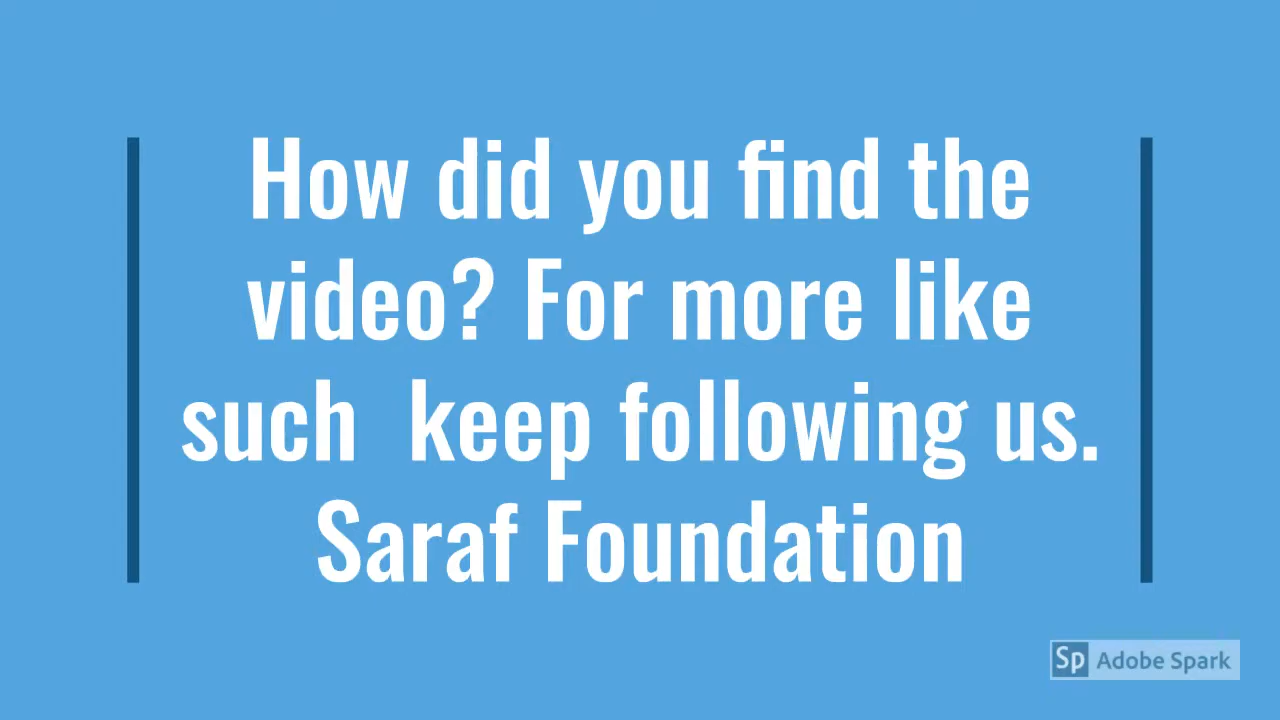 How did you find the
video? For more like
such  keep following us.
Saraf Foundation
Sp Adobe Spark